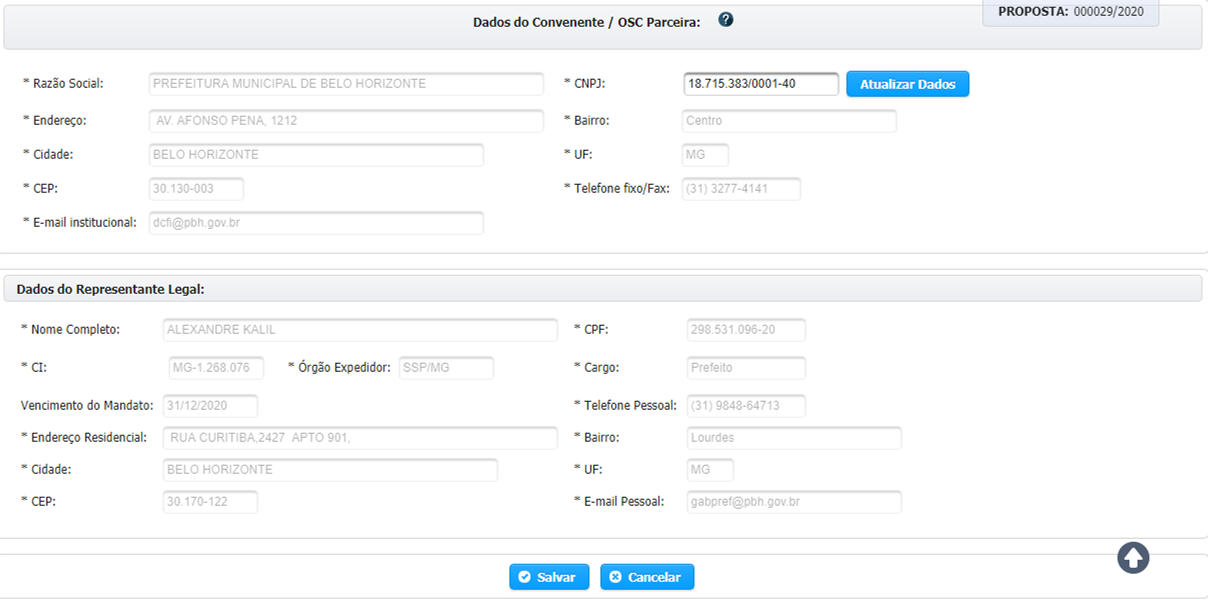 Dados do Convenente / OSC Parceira: ?
PROPOSTA: 000029/2020
* Razão Social: PREFEITURA MUNICIPAL DE BELO HORIZONTE * CNPJ: 18.715.383/0001-40 Atualizar Dados
* Endereço: AV. AFONSO PENA, 1212 * Bairro: Centro
* Cidade: BELO HORIZONTE * UF: MG
* CEP: 30.130-003 * Telefone fixo/Fax: (31) 3277-4141
* E-mail institucional: dcfi@pbh.gov.br
Dados do Representante Legal:
* Nome Completo: ALEXANDRE KALIL * CPF: 298.531.096-20
* CI: MG-1.268.076 * Órgão Expedidor: SSP/MG * Cargo: Prefeito
Vencimento do Mandato: 31/12/2020 * Telefone Pessoal: (31) 9848-64713
* Endereço Residencial: RUA CURITIBA,2427 APTO 901, * Bairro: Lourdes
* Cidade: BELO HORIZONTE * UF: MG
* CEP: 30.170-122 * E-mail Pessoal: gabpref@pbh.gov.br
Salvar Cancelar